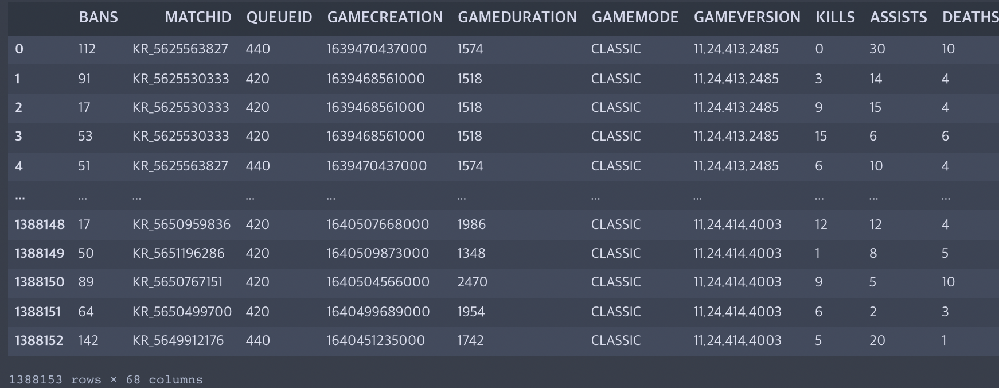 BANS MATCHID QUEUEID GAMECREATION GAMEDURATION GAMEMODE GAMEVERSION KILLS ASSISTS DEATHS
0 112 KR_5625563827 440 1639470437000 1574 CLASSIC 11.24.413.2485 0 30 10
1 91 KR_5625530333 420 1639468561000 1518 CLASSIC 11.24.413.2485 3 14 4
2 17 KR_5625530333 420 1639468561000 1518 CLASSIC 11.24.413.2485 9 15 4
3 53 KR_5625530333 420 1639468561000 1518 CLASSIC 11.24.413.2485 15 6 6
4 51 KR_5625563827 440 1639470437000 1574 CLASSIC 11.24.413.2485 6 10 4
... ... ... ... ... ... ... ... ... ... ...
1388148 17 KR_5650959836 420 1640507668000 1986 CLASSIC 11.24.414.4003 12 12 4
1388149 50 KR_5651196286 420 1640509873000 1348 CLASSIC 11.24.414.4003 1 8 5
1388150 89 KR_5650767151 420 1640504566000 2470 CLASSIC 11.24.414.4003 9 5 10
1388151 64 KR_5650499700 420 1640499689000 1954 CLASSIC 11.24.414.4003 6 2 3
1388152 142 KR_5649912176 440 1640451235000 1742 CLASSIC 11.24.414.4003 5 20 1
1388153 rows × 68 columns